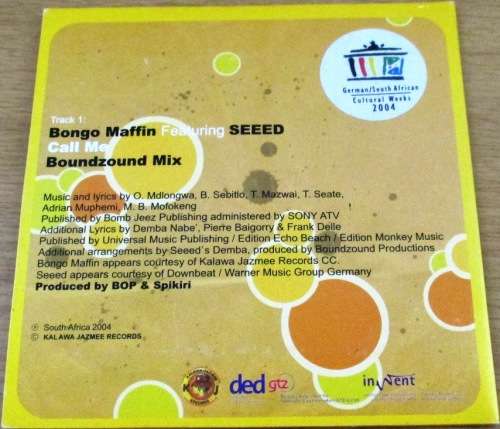 German/South African
Cultural Weeks
2004
Track 1:
Bongo Maffin Featuring SEEED
Call Me
Boundzound Mix
Music and lyrics by O. Mdlongwa, B. Sebitlo, T. Mazwai, T. Seate,
Adrian Muphemi, M. B. Mofokeng
Published by Bomb Jeez Publishing administered by SONY ATV
Additional Lyrics by Demba Nabe', Pierre Baigorry & Frank Delle
Published by Universal Music Publishing / Edition Echo Beach / Edition Monkey Music
Additional arrangements by Seeed's Demba, produced by Boundzound Productions
Bongo Maffin appears courtesy of Kalawa Jazmee Records CC.
Seeed appears courtesy of Downbeat / Warner Music Group Germany
Produced by BOP & Spikiri
℗ South Africa 2004
© KALAWA JAZMEE RECORDS
ded gtz
inWent